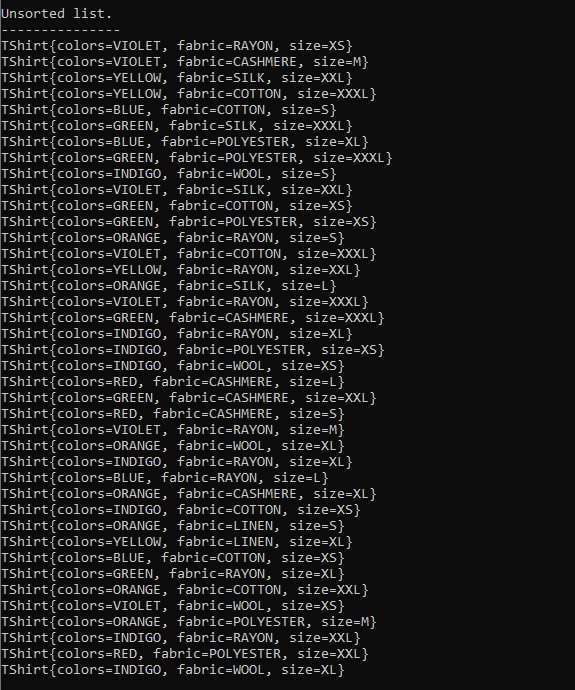 Unsorted list.
---------------
TShirt{colors=VIOLET, fabric=RAYON, size=XS}
TShirt{colors=VIOLET, fabric=CASHMERE, size=M}
TShirt{colors=YELLOW, fabric=SILK, size=XXL}
TShirt{colors=YELLOW, fabric=COTTON, size=XXXL}
TShirt{colors=BLUE, fabric=COTTON, size=S}
TShirt{colors=GREEN, fabric=SILK, size=XXXL}
TShirt{colors=BLUE, fabric=POLYESTER, size=XL}
TShirt{colors=GREEN, fabric=POLYESTER, size=XXXL}
TShirt{colors=INDIGO, fabric=WOOL, size=S}
TShirt{colors=VIOLET, fabric=SILK, size=XXL}
TShirt{colors=GREEN, fabric=COTTON, size=XS}
TShirt{colors=GREEN, fabric=POLYESTER, size=XS}
TShirt{colors=ORANGE, fabric=RAYON, size=S}
TShirt{colors=VIOLET, fabric=COTTON, size=XXXL}
TShirt{colors=YELLOW, fabric=RAYON, size=XXL}
TShirt{colors=ORANGE, fabric=SILK, size=L}
TShirt{colors=VIOLET, fabric=RAYON, size=XXXL}
TShirt{colors=GREEN, fabric=CASHMERE, size=XXXL}
TShirt{colors=INDIGO, fabric=RAYON, size=XL}
TShirt{colors=INDIGO, fabric=POLYESTER, size=XS}
TShirt{colors=INDIGO, fabric=WOOL, size=XS}
TShirt{colors=RED, fabric=CASHMERE, size=L}
TShirt{colors=GREEN, fabric=CASHMERE, size=XXL}
TShirt{colors=RED, fabric=CASHMERE, size=S}
TShirt{colors=VIOLET, fabric=RAYON, size=M}
TShirt{colors=ORANGE, fabric=WOOL, size=XL}
TShirt{colors=INDIGO, fabric=RAYON, size=XL}
TShirt{colors=BLUE, fabric=RAYON, size=L}
TShirt{colors=ORANGE, fabric=CASHMERE, size=XL}
TShirt{colors=INDIGO, fabric=COTTON, size=XS}
TShirt{colors=ORANGE, fabric=LINEN, size=S}
TShirt{colors=YELLOW, fabric=LINEN, size=XL}
TShirt{colors=BLUE, fabric=COTTON, size=XS}
TShirt{colors=GREEN, fabric=RAYON, size=XL}
TShirt{colors=ORANGE, fabric=COTTON, size=XXL}
TShirt{colors=VIOLET, fabric=WOOL, size=XS}
TShirt{colors=ORANGE, fabric=POLYESTER, size=M}
TShirt{colors=INDIGO, fabric=RAYON, size=XXL}
TShirt{colors=RED, fabric=POLYESTER, size=XXL}
TShirt{colors=INDIGO, fabric=WOOL, size=XL}